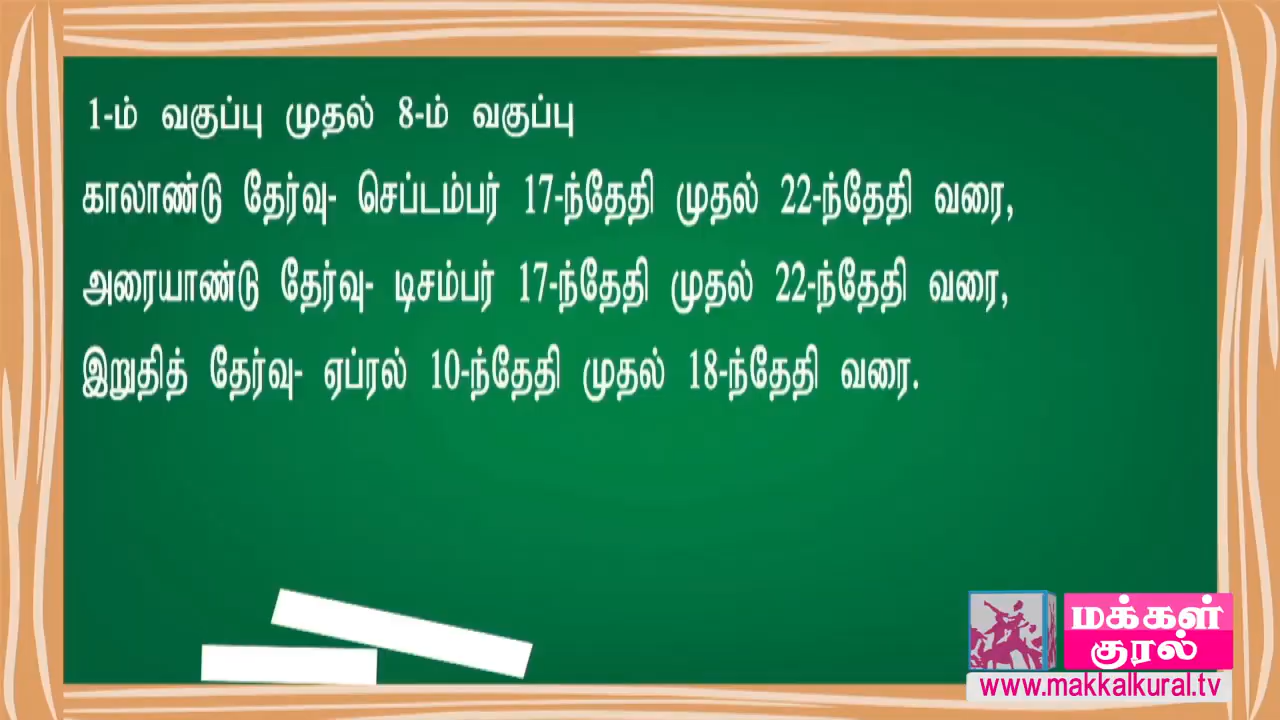 1-ம் வகுப்பு முதல் 8-ம் வகுப்பு
காலாண்டு தேர்வு- செப்டம்பர் 17-ந்தேதி முதல் 22-ந்தேதி வரை,
அரையாண்டு தேர்வு- டிசம்பர் 17-ந்தேதி முதல் 22-ந்தேதி வரை,
இறுதித் தேர்வு- ஏப்ரல் 10-ந்தேதி முதல் 18-ந்தேதி வரை.
மக்கள்
குரல்
www.makkalkural.tv